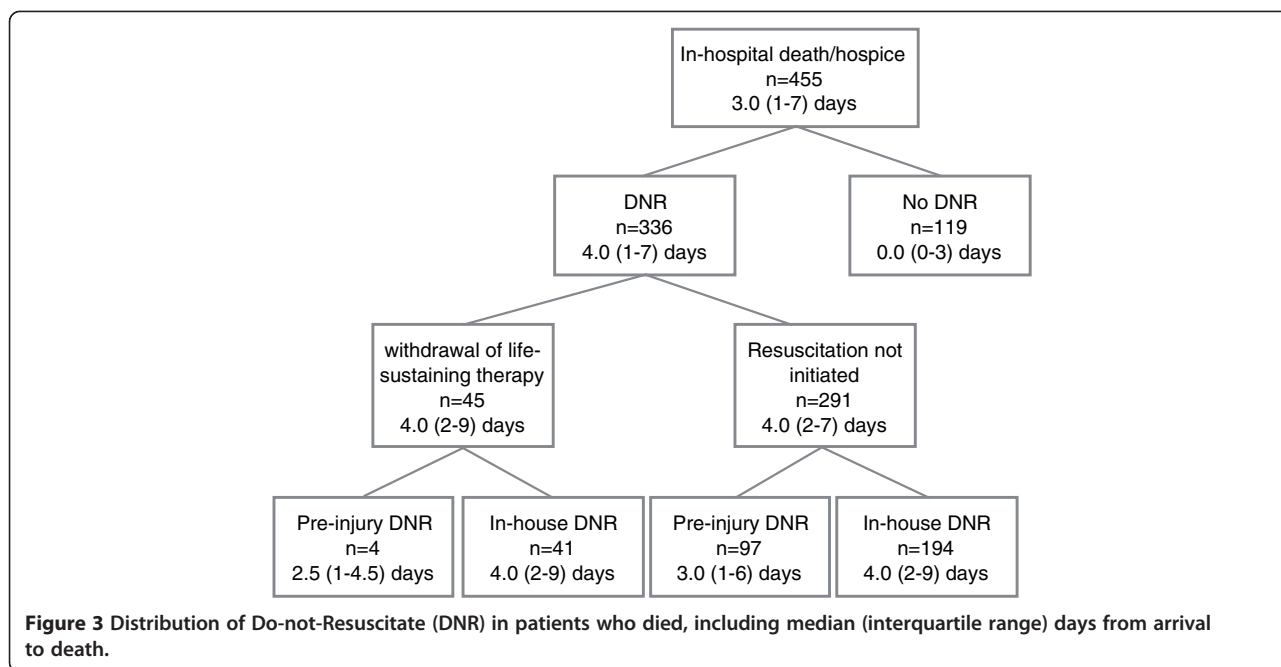 In-hospital death/hospice
n=455
3.0 (1-7) days
DNR
n=336
4.0 (1-7) days
No DNR
n=119
0.0 (0-3) days
withdrawal of life-
sustaining therapy
n=45
4.0 (2-9) days
Resuscitation not
initiated
n=291
4.0 (2-7) days
Pre-injury DNR
n=4
2.5 (1-4.5) days
In-house DNR
n=41
4.0 (2-9) days
Pre-injury DNR
n=97
3.0 (1-6) days
In-house DNR
n=194
4.0 (2-9) days
Figure 3 Distribution of Do-not-Resuscitate (DNR) in patients who died, including median (interquartile range) days from arrival
to death.